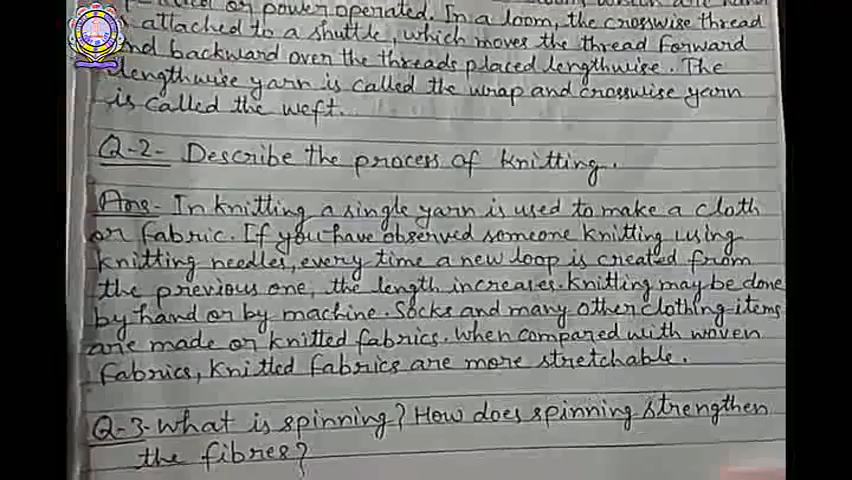 or power operated. In a loom, the crosswise thread
is attached to a shuttle, which moves the thread forward
and backward over the threads placed lengthwise. The
lengthwise yarn is called the wrap and crosswise yarn
is called the weft.
Q-2- Describe the process of knitting.
Ans- In knitting a single yarn is used to make a cloth
or fabric. If you have observed someone knitting using
knitting needles, every time a new loop is created from
the previous one, the length increases. Knitting may be done
by hand or by machine. Socks and many other clothing items
are made or knitted fabrics. When compared with woven
fabrics, knitted fabrics are more stretchable.
Q-3- What is spinning? How does spinning strengthen
the fibres?